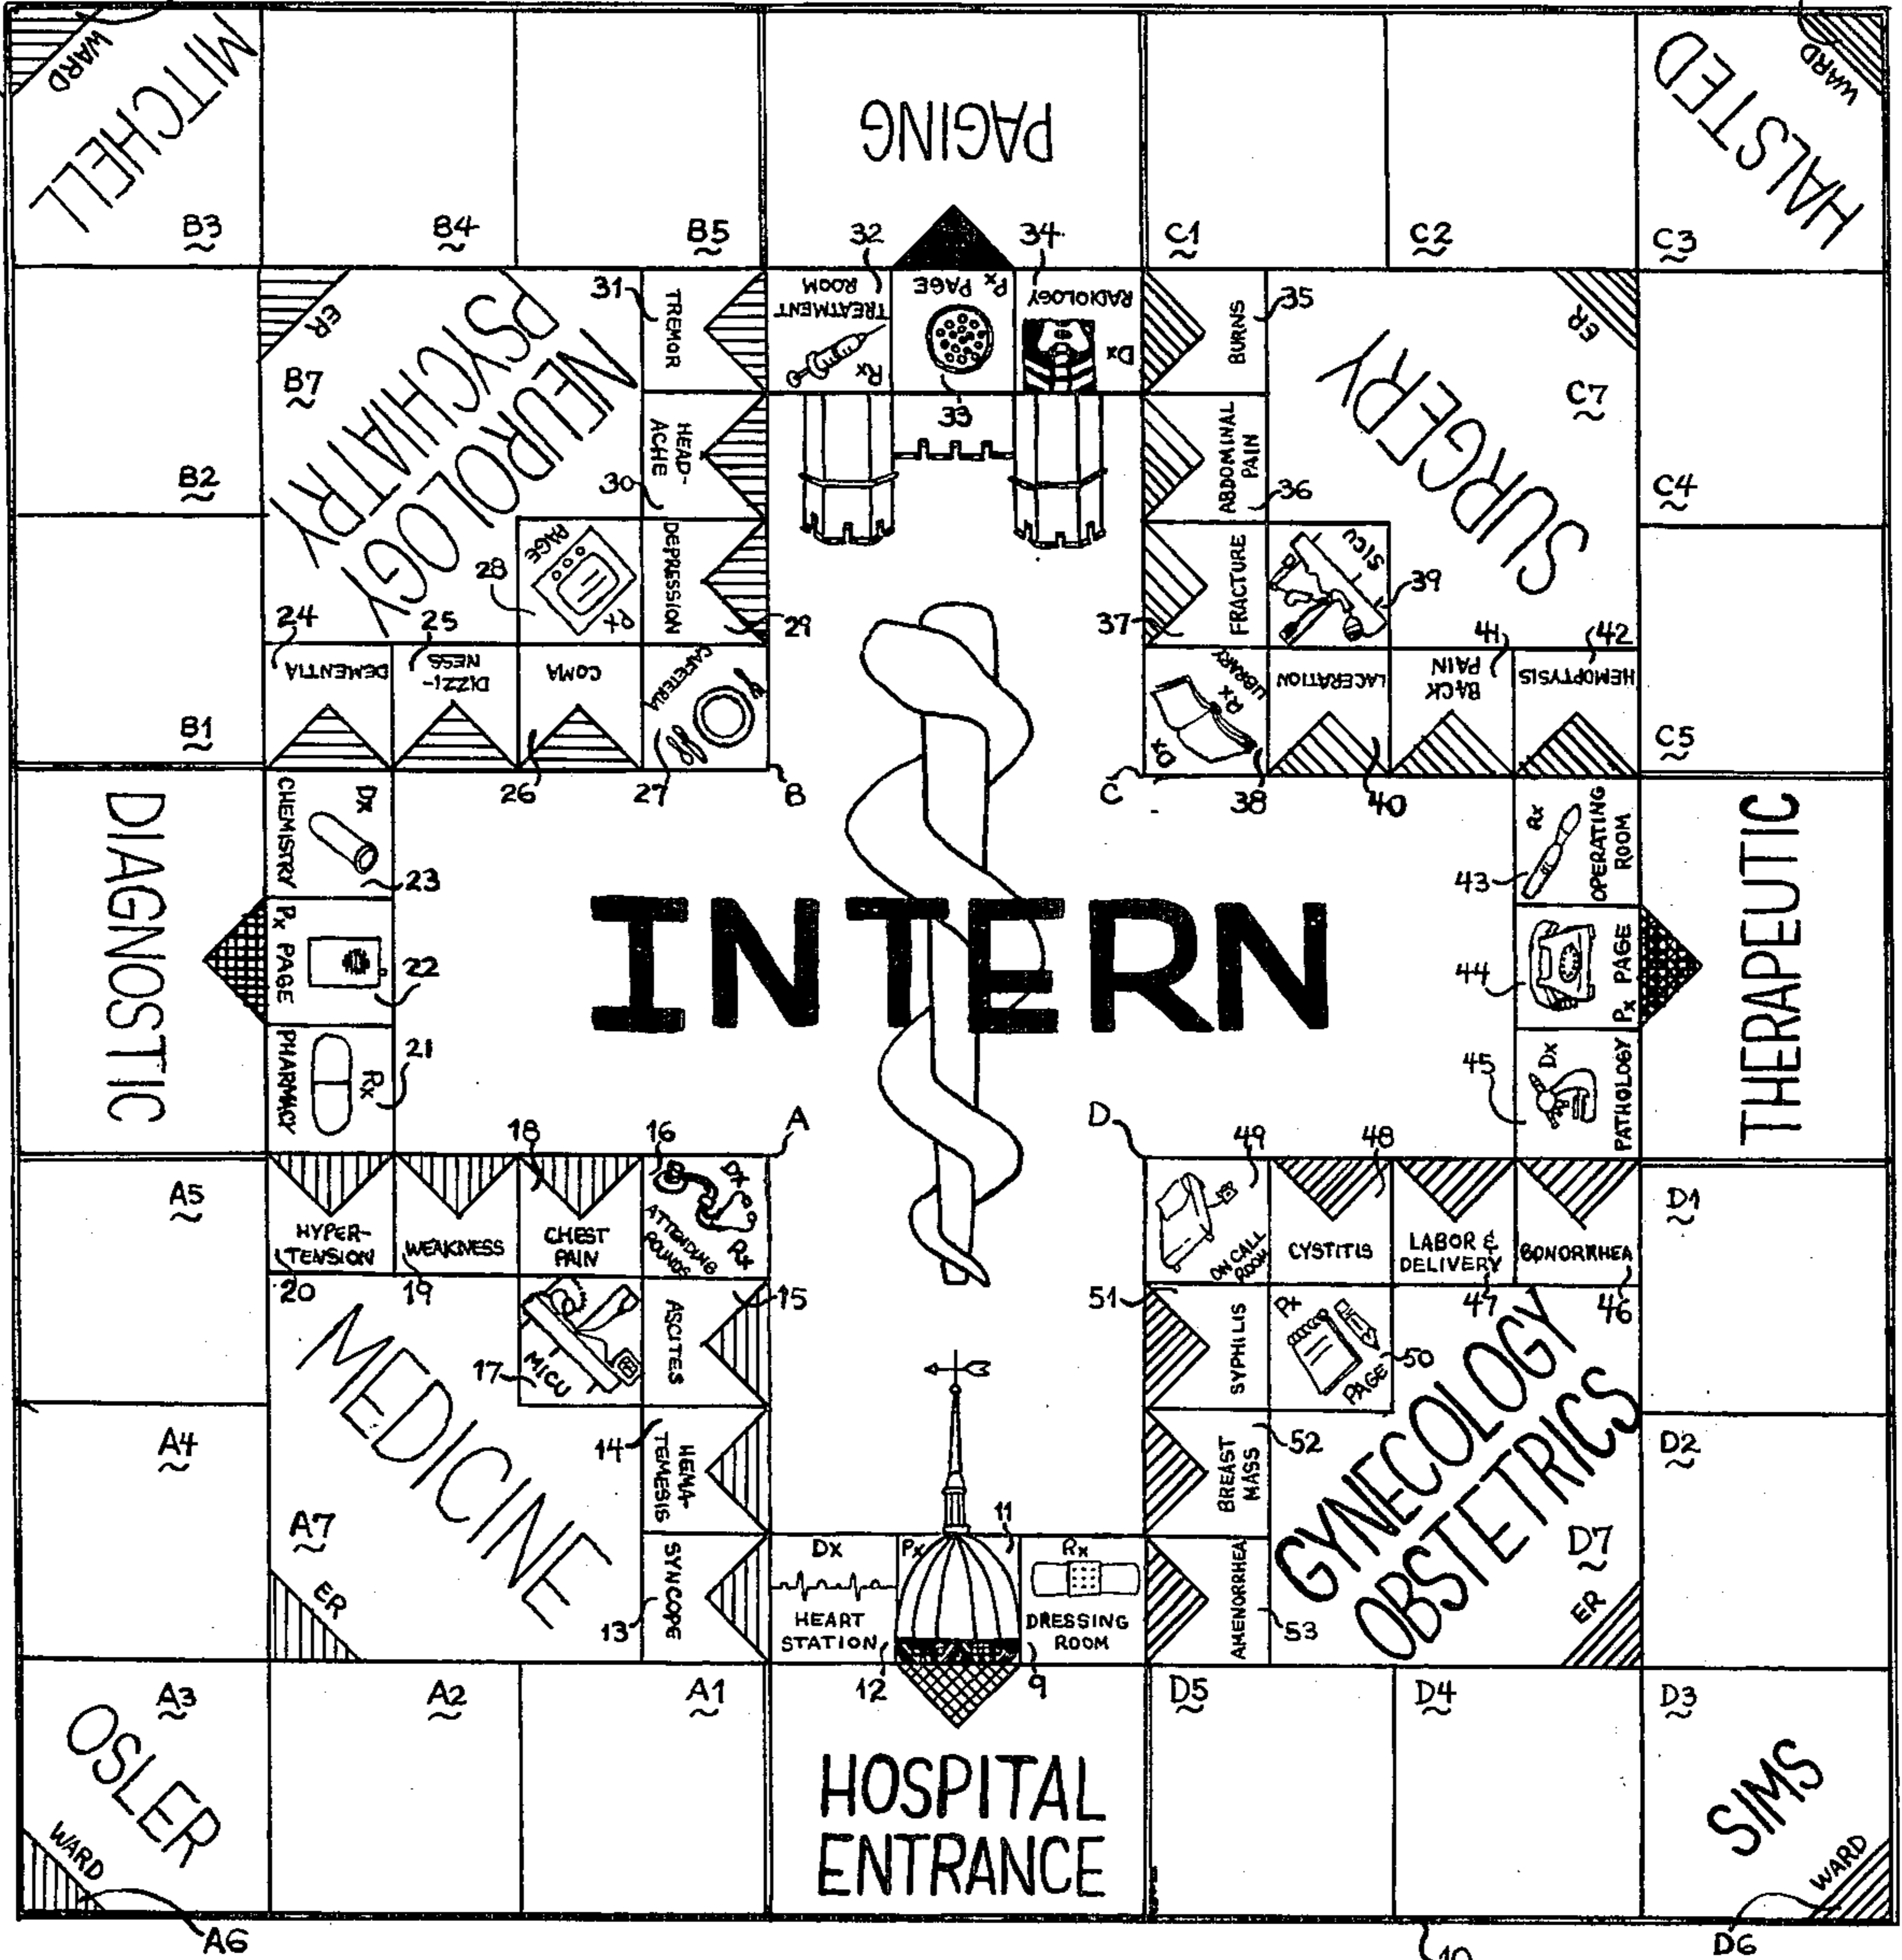 WARD
MITCHELL
B3
B4
B5
PAGING
C1
C2
WARD
HALSTED
C3
32
34
ER
B7
NEUROLOGY
PSYCHIATRY
31
TREMOR
TREATMENT
ROOM
Rx
PAGE
Px
33
RADIOLOGY
Dx
BURNS
35
ER
C7
SURGERY
B2
30
HEAD-
ACHE
ABDOMINAL
PAIN
36
C4
28
PAGE
Px
DEPRESSION
29
37
FRACTURE
SICU
39
24
25
41
42
B1
DEMENTIA
DIZZI-
NESS
COMA
CAFETERIA
LIBRARY
Rx
Dx
LACERATION
BACK
PAIN
HEMOPTYSIS
C5
26
27
B
C
38
40
DIAGNOSTIC
CHEMISTRY
Dx
23
Rx
OPERATING
ROOM
43
THERAPEUTIC
INTERN
Px PAGE
22
44
Px PAGE
PHARMACY
Rx
21
45
Dx
PATHOLOGY
18
16
A
D
49
48
A5
HYPER-
TENSION
WEAKNESS
CHEST
PAIN
Dx
ATTENDING
ROUNDS
Rx
ON CALL
ROOM
CYSTITIS
LABOR &
DELIVERY
GONORRHEA
D1
20
19
15
51
47
46
MEDICINE
MICU
17
ASCITES
SYPHILIS
Px
PAGE
50
GYNECOLOGY
OBSTETRICS
A4
14
HEMA-
TEMESIS
BREAST
MASS
52
D2
A7
ER
11
D7
ER
13
SYNCOPE
Dx
HEART
STATION
Px
Rx
DRESSING
ROOM
AMENORRHEA
53
A3
A2
A1
12
9
D5
D4
D3
OSLER
WARD
HOSPITAL
ENTRANCE
SIMS
WARD
A6
10
D6